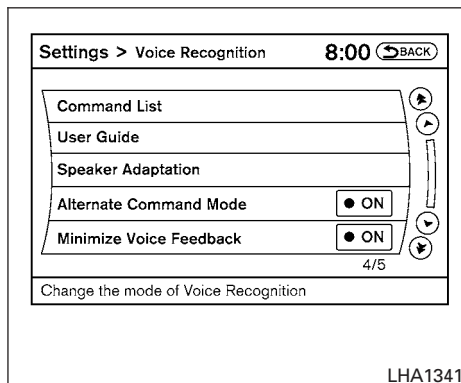 Settings > Voice Recognition 8:00 BACK
Command List
User Guide
Speaker Adaptation
Alternate Command Mode ON
Minimize Voice Feedback ON
4/5
Change the mode of Voice Recognition
LHA1341